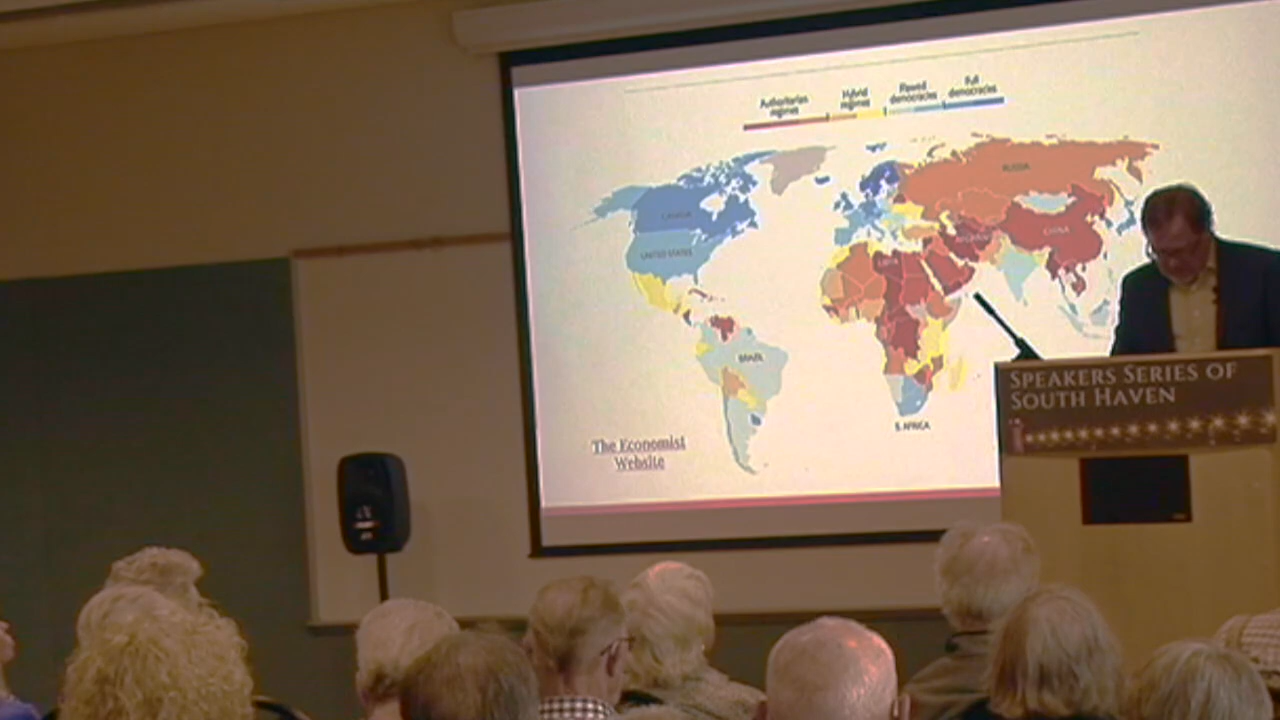 Authoritarian
regimes
Hybrid
regimes
Flawed
democracies
Full
democracies
RUSSIA
CANADA
CHINA
UNITED STATES
LIBYA
BRAZIL
S. AFRICA
The Economist
Website
SPEAKERS SERIES OF
SOUTH HAVEN